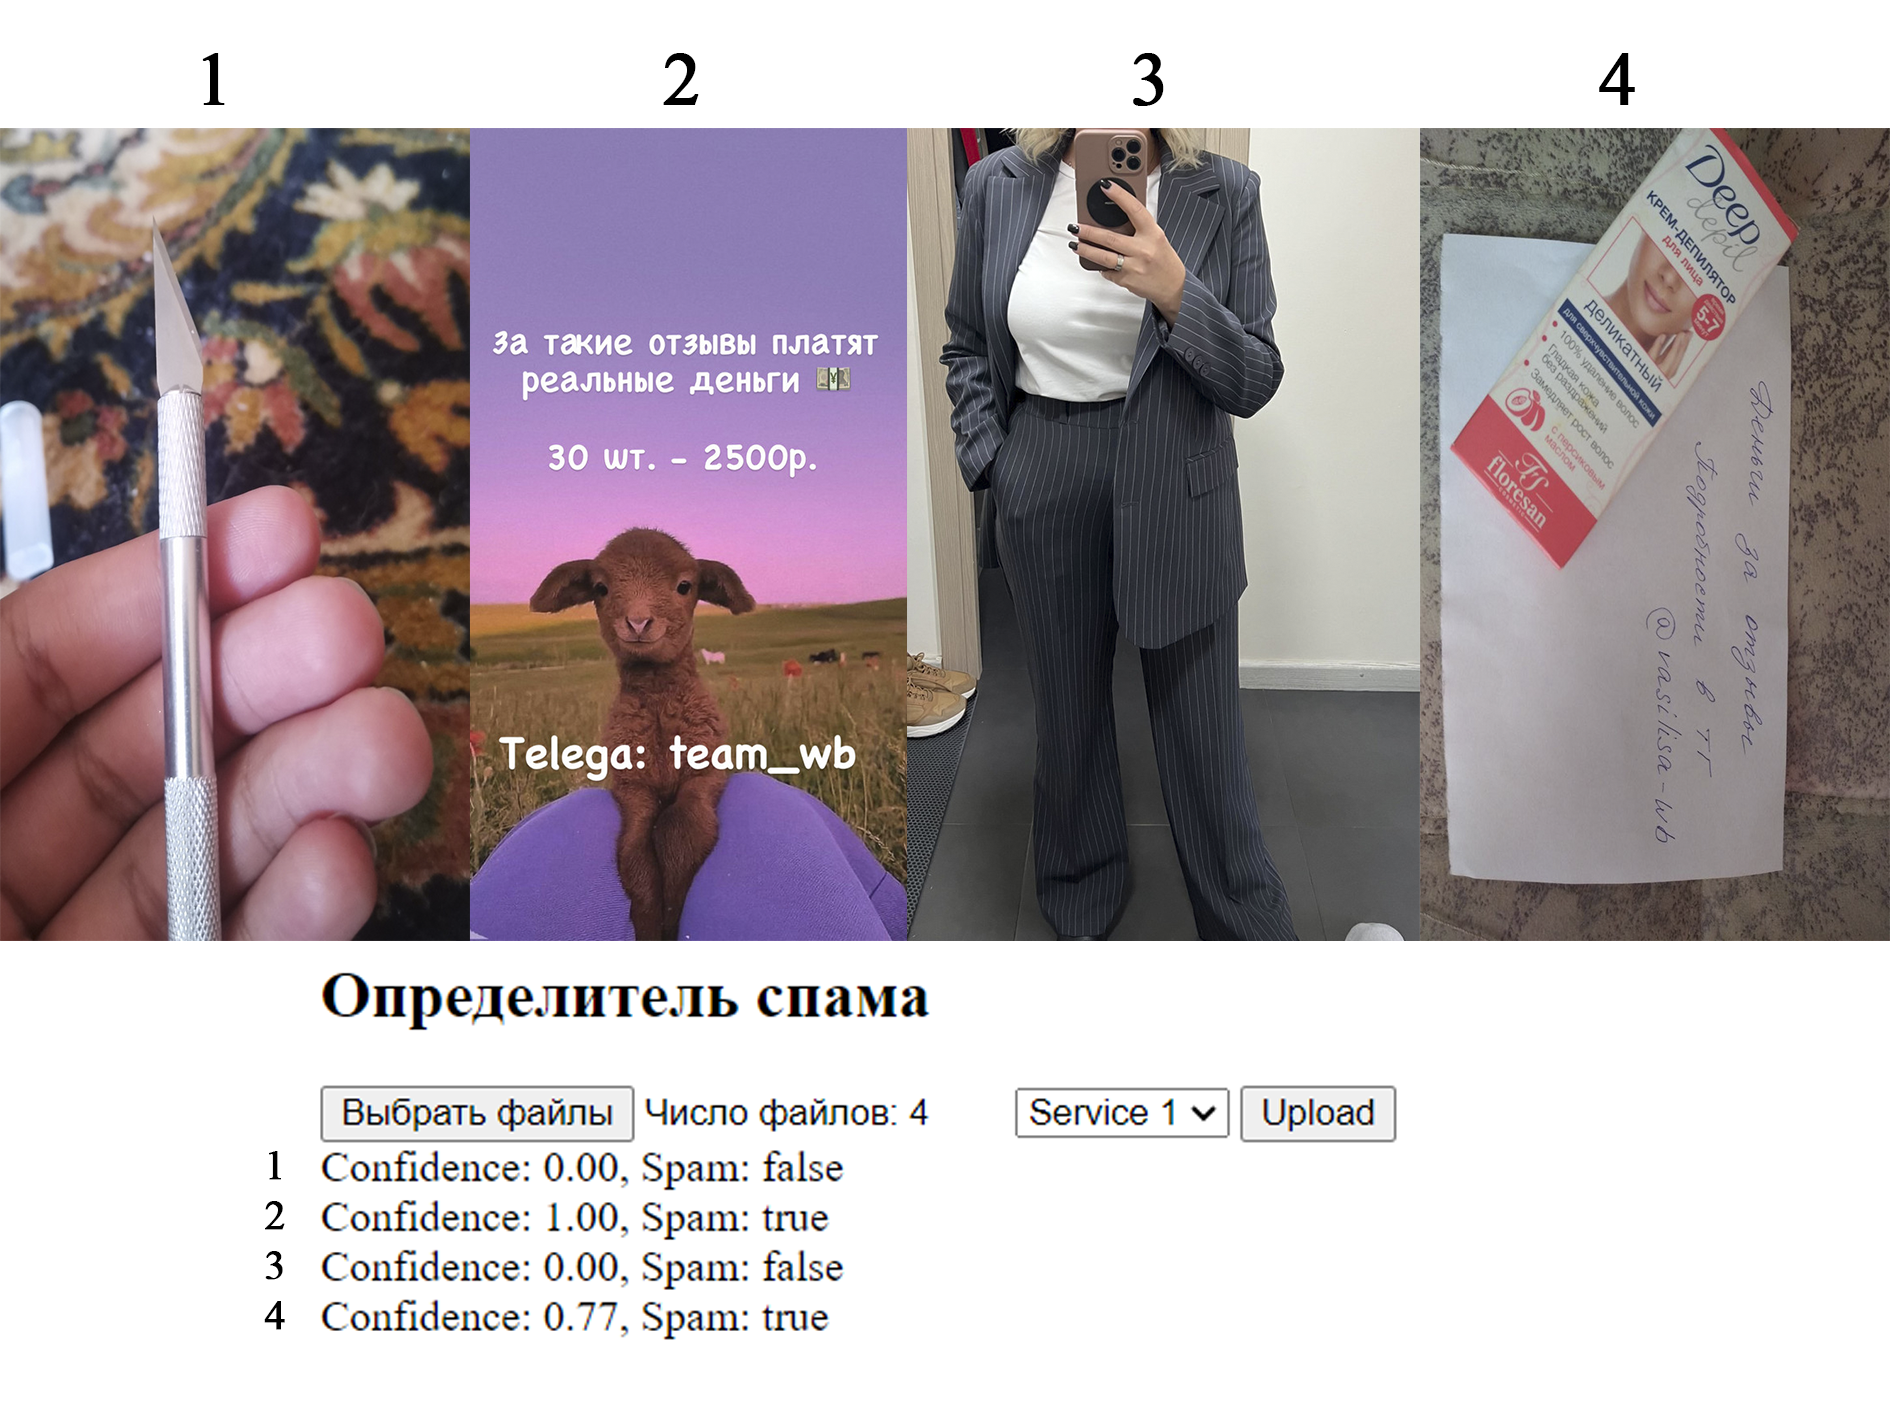 1
2
3
4
За такие отзывы платят
реальные деньги
30 шт. - 2500р.
Telega: team_wb
Deep
depil
КРЕМ-ДЕПИЛЯТОР
для лица
5-7
деликатный
для сверхчувствительной кожи
100% удаление волос
Гладкая кожа
без раздражений
Замедляет рост волос
с персиковым
маслом
floresan
Деньги за отзывы
Подробности в ТГ
@vasilisa-wb
Определитель спама
Выбрать файлы Число файлов: 4 Service 1 Upload
1 Confidence: 0.00, Spam: false
2 Confidence: 1.00, Spam: true
3 Confidence: 0.00, Spam: false
4 Confidence: 0.77, Spam: true